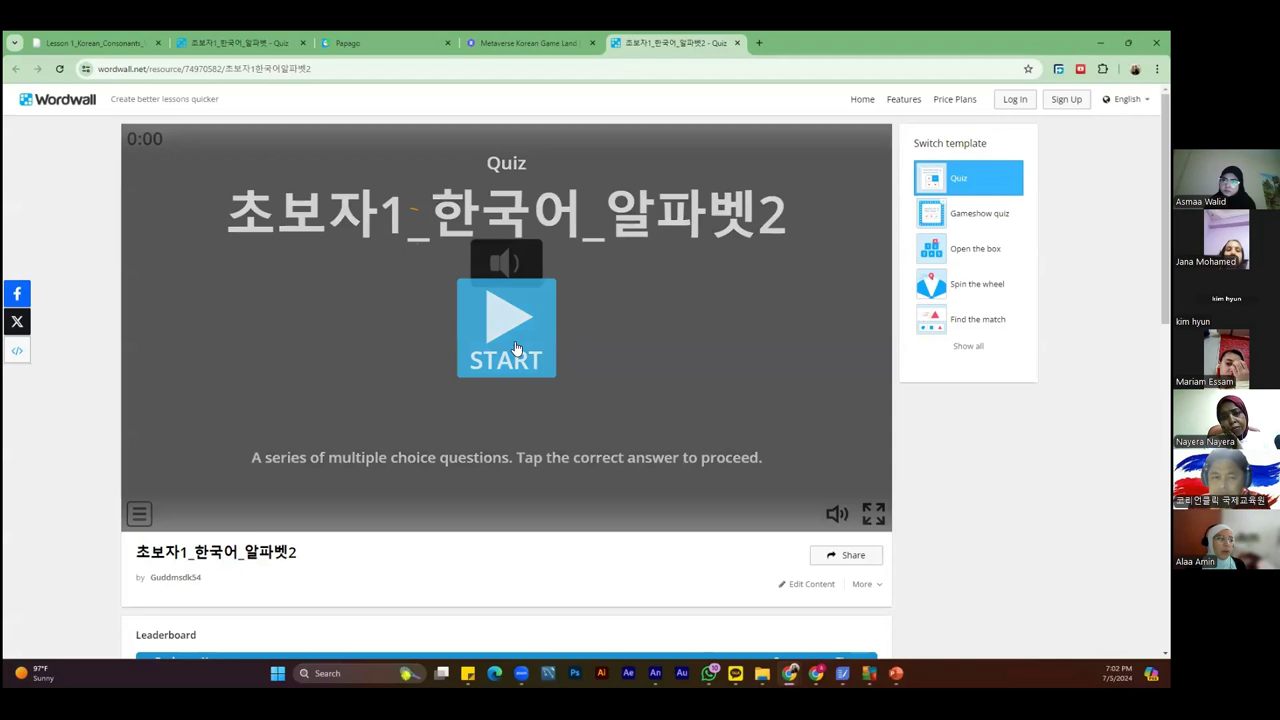 Lesson 1_Korean_Consonants_
초보자1_한국어_알파벳 - Quiz
Papago
Metaverse Korean Game Land
초보자1_한국어_알파벳2 - Quiz
wordwall.net/resource/74970582/초보자1한국어알파벳2
Wordwall
Create better lessons quicker
Home
Features
Price Plans
Log In
Sign Up
English
0:00
Quiz
초보자1_한국어_알파벳2
START
A series of multiple choice questions. Tap the correct answer to proceed.
Switch template
Quiz
Gameshow quiz
Open the box
Spin the wheel
Find the match
Show all
초보자1_한국어_알파벳2
by Guddmsdk54
Share
Edit Content
More
Leaderboard
Asmaa Walid
Jana Mohamed
kim hyun
kim hyun
Mariam Essam
Nayera Nayera
코리언클릭 국제교육원
Alaa Amin
97°F
Sunny
Search
Ps
Ai
Ae
An
Au
7:02 PM
7/5/2024